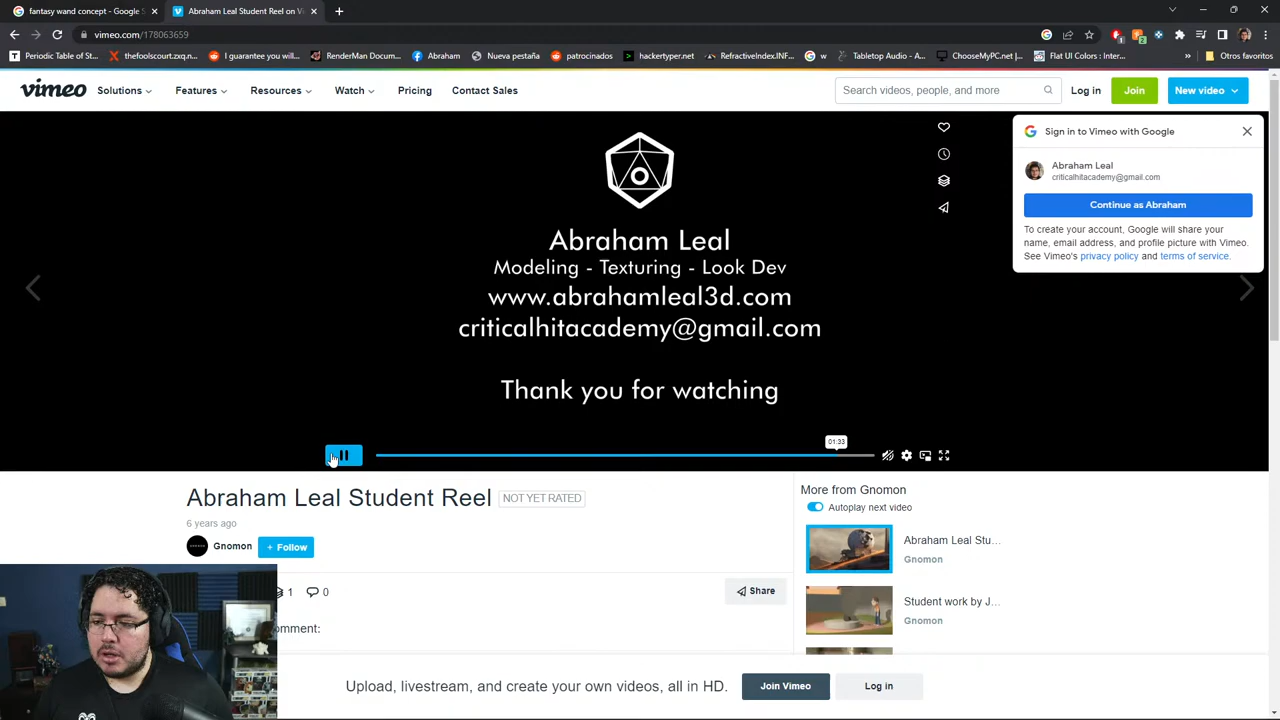 fantasy wand concept - Google S
Abraham Leal Student Reel on V
vimeo.com/178063659
Periodic Table of St...
thefoolscourt.zxq.n...
I guarantee you will...
RenderMan Docum...
Abraham
Nueva pestaña
patrocinados
hackertyper.net
RefractiveIndex.INF...
w
Tabletop Audio - A...
ChooseMyPC.net |...
Flat UI Colors : Inter...
»
Otros favoritos
vimeo
Solutions
Features
Resources
Watch
Pricing
Contact Sales
Search videos, people, and more
Log in
Join
New video
Sign in to Vimeo with Google
Abraham Leal
criticalhitacademy@gmail.com
Continue as Abraham
To create your account, Google will share your
name, email address, and profile picture with Vimeo.
See Vimeo's privacy policy and terms of service.
Abraham Leal
Modeling - Texturing - Look Dev
www.abrahamleal3d.com
criticalhitacademy@gmail.com
Thank you for watching
01:33
Abraham Leal Student Reel
NOT YET RATED
6 years ago
Gnomon
+ Follow
1
0
Share
omment:
More from Gnomon
Autoplay next video
Abraham Leal Stu...
Gnomon
Student work by J...
Gnomon
Upload, livestream, and create your own videos, all in HD.
Join Vimeo
Log in